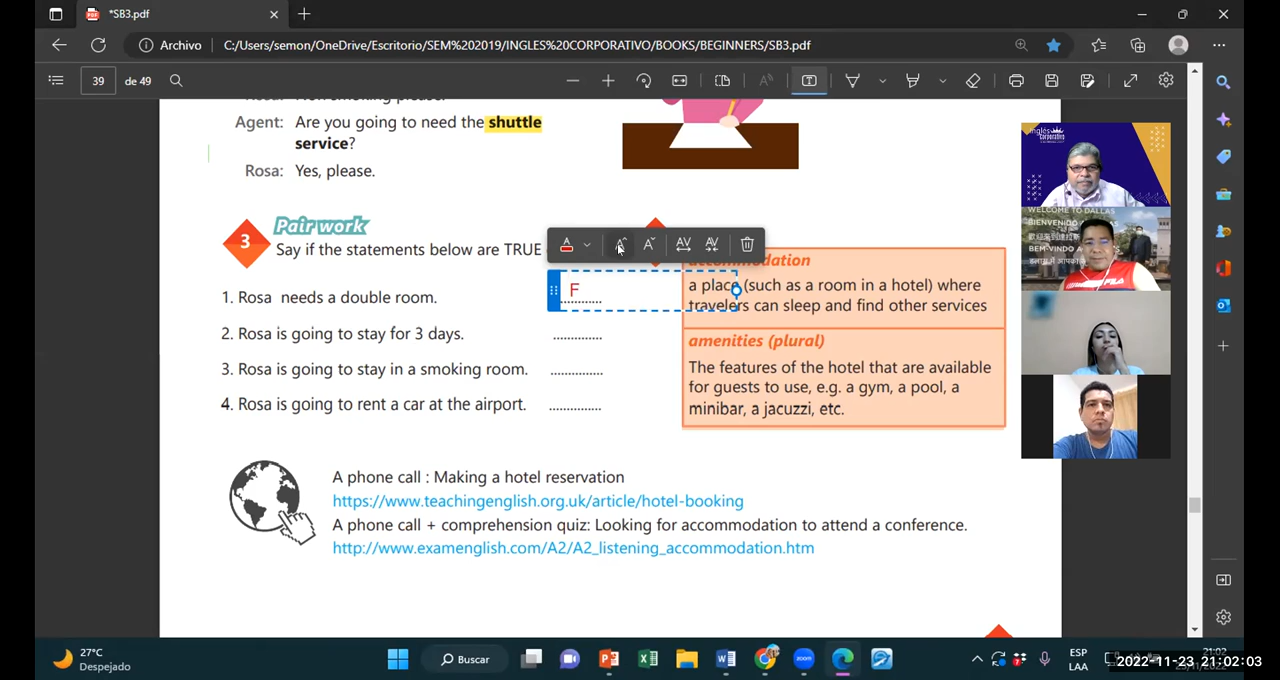 *SB3.pdf
Archivo
C:/Users/semon/OneDrive/Escritorio/SEM%202019/INGLES%20CORPORATIVO/BOOKS/BEGINNERS/SB3.pdf
39
de 49
Agent: Are you going to need the shuttle
service?
Rosa: Yes, please.
3
Pair work
Say if the statements below are TRUE
1. Rosa needs a double room.
F
2. Rosa is going to stay for 3 days. ..............
3. Rosa is going to stay in a smoking room. ...............
4. Rosa is going to rent a car at the airport. ...............
a place (such as a room in a hotel) where
travelers can sleep and find other services
amenities (plural)
The features of the hotel that are available
for guests to use, e.g. a gym, a pool, a
minibar, a jacuzzi, etc.
A phone call : Making a hotel reservation
https://www.teachingenglish.org.uk/article/hotel-booking
A phone call + comprehension quiz: Looking for accommodation to attend a conference.
http://www.examenglish.com/A2/A2_listening_accommodation.htm
inglés
corporativo
WELCOME TO DALLAS
BIENVENIDO
FILA
27°C
Despejado
Buscar
ESP
LAA
21:02
2022-11-23 21:02:03